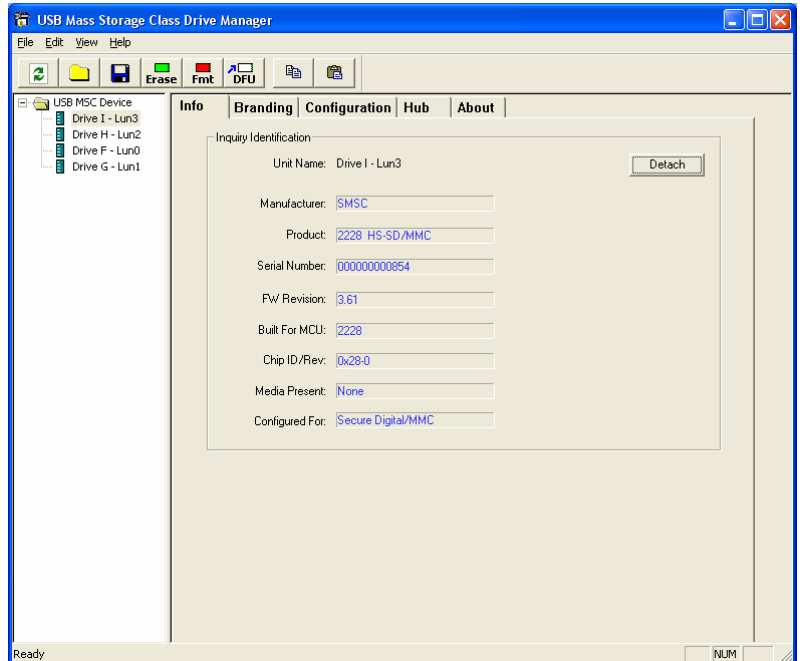 USB Mass Storage Class Drive Manager
File Edit View Help
Erase Fmt DFU
USB MSC Device
Drive I - Lun3
Drive H - Lun2
Drive F - Lun0
Drive G - Lun1
Info Branding Configuration Hub About
Inquiry Identification
Unit Name: Drive I - Lun3 Detach
Manufacturer: SMSC
Product: 2228 HS-SD/MMC
Serial Number: 000000000854
FW Revision: 3.61
Built For MCU: 2228
Chip ID/Rev: 0x28-0
Media Present: None
Configured For: Secure Digital/MMC
Ready NUM